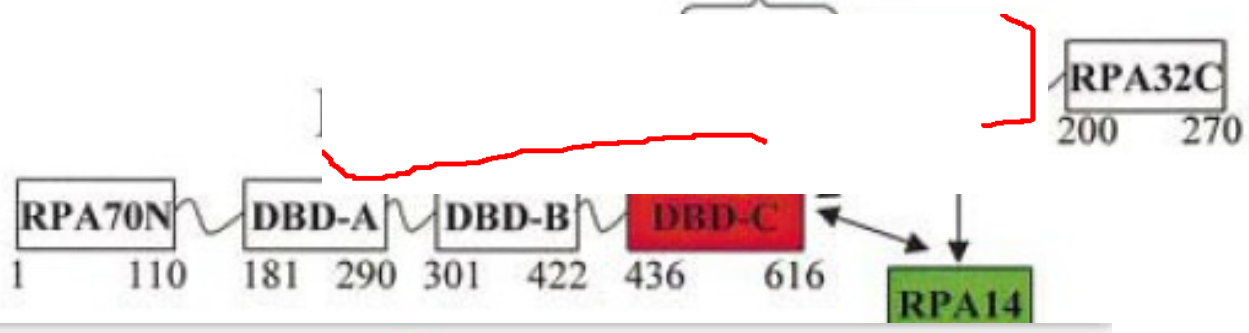 RPA32C
200 270
RPA70N DBD-A DBD-B DBD-C
1 110 181 290 301 422 436 616
RPA14